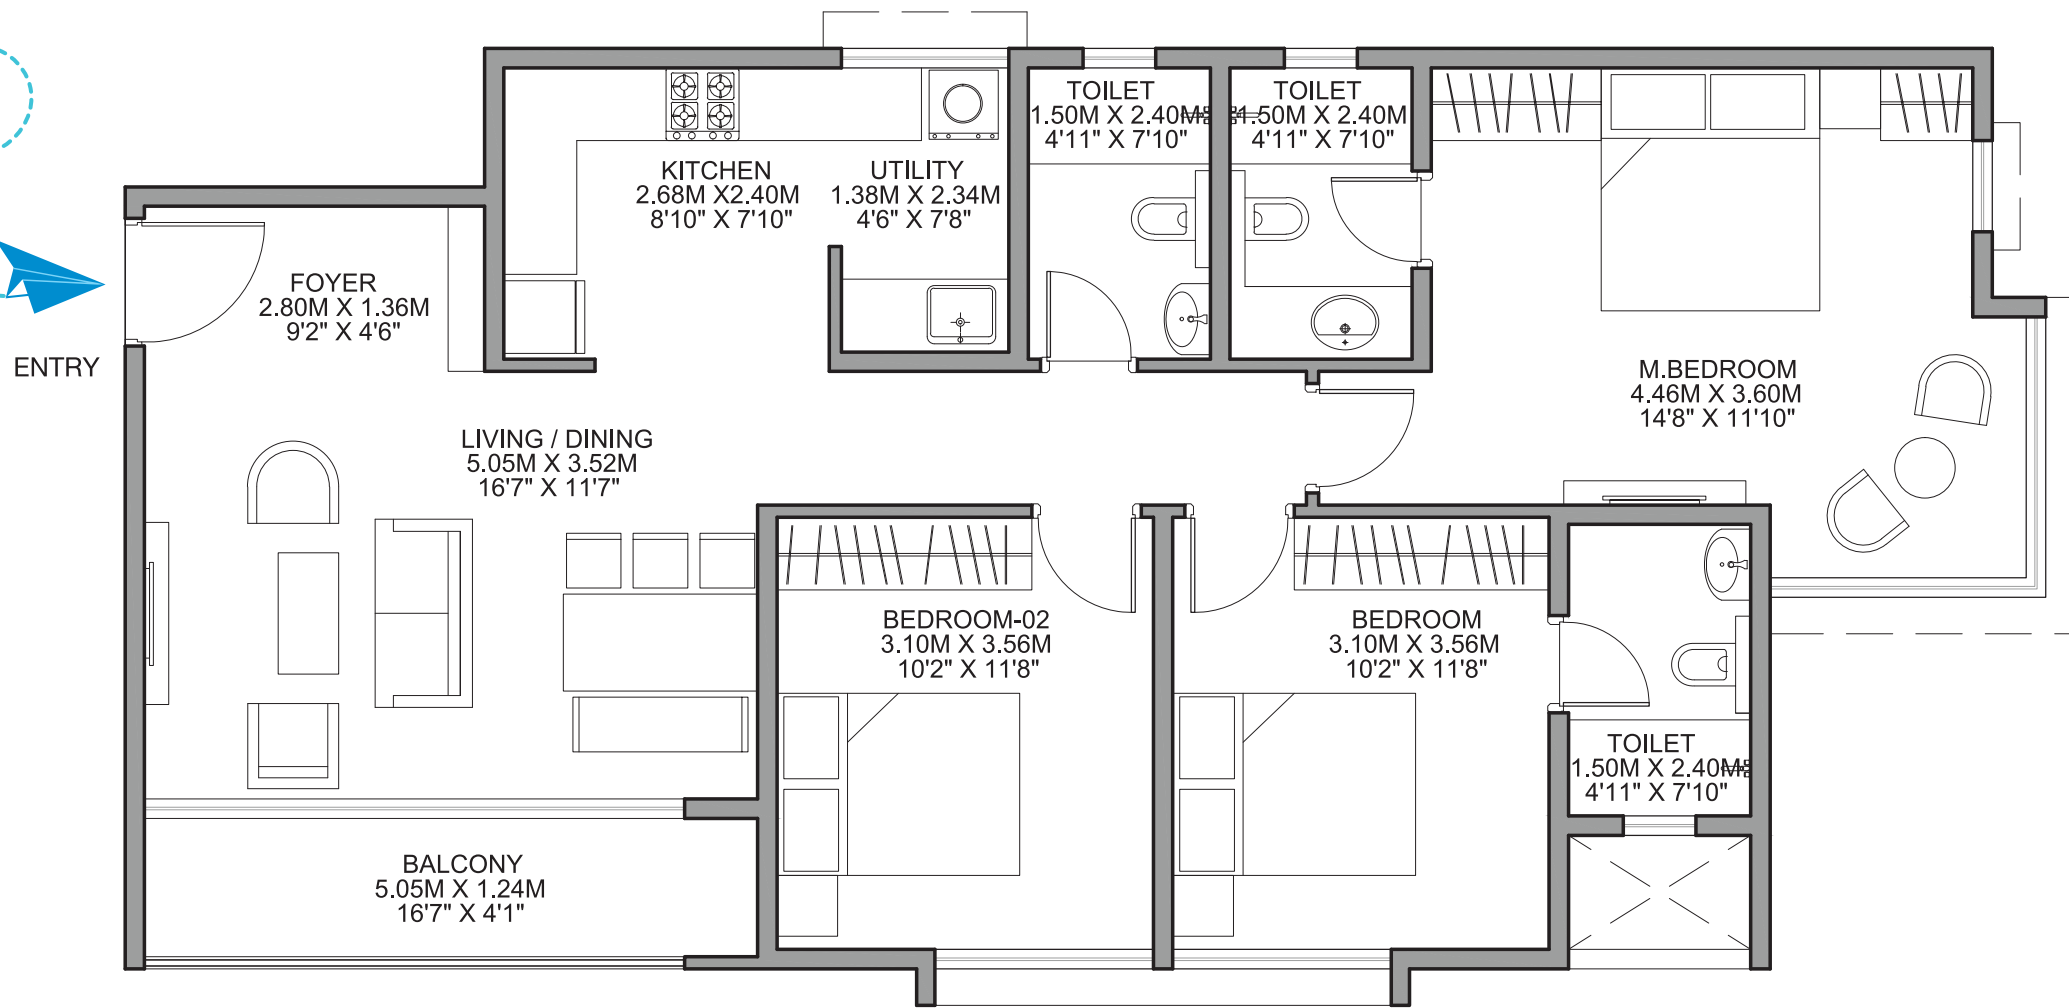 TOILET
1.50M X 2.40M
4'11" X 7'10"
TOILET
1.50M X 2.40M
4'11" X 7'10"
KITCHEN
2.68M X2.40M
8'10" X 7'10"
UTILITY
1.38M X 2.34M
4'6" X 7'8"
FOYER
2.80M X 1.36M
9'2" X 4'6"
ENTRY
M.BEDROOM
4.46M X 3.60M
14'8" X 11'10"
LIVING / DINING
5.05M X 3.52M
16'7" X 11'7"
BEDROOM-02
3.10M X 3.56M
10'2" X 11'8"
BEDROOM
3.10M X 3.56M
10'2" X 11'8"
TOILET
1.50M X 2.40M
4'11" X 7'10"
BALCONY
5.05M X 1.24M
16'7" X 4'1"